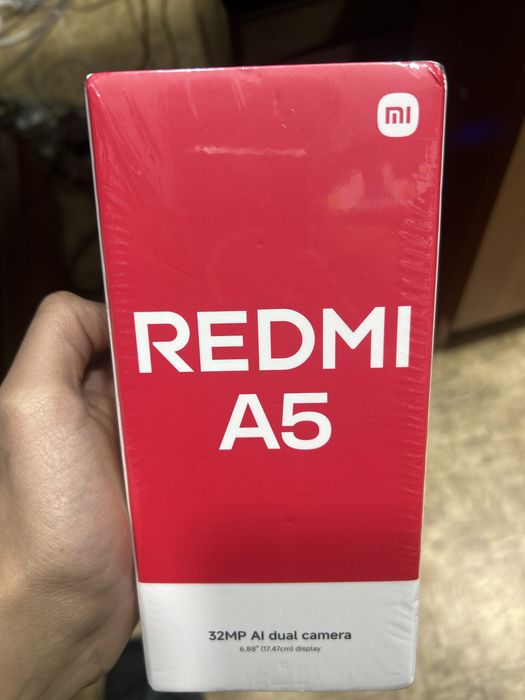 mi
REDMI
A5
32MP AI dual camera
6.88" (17.47cm) display